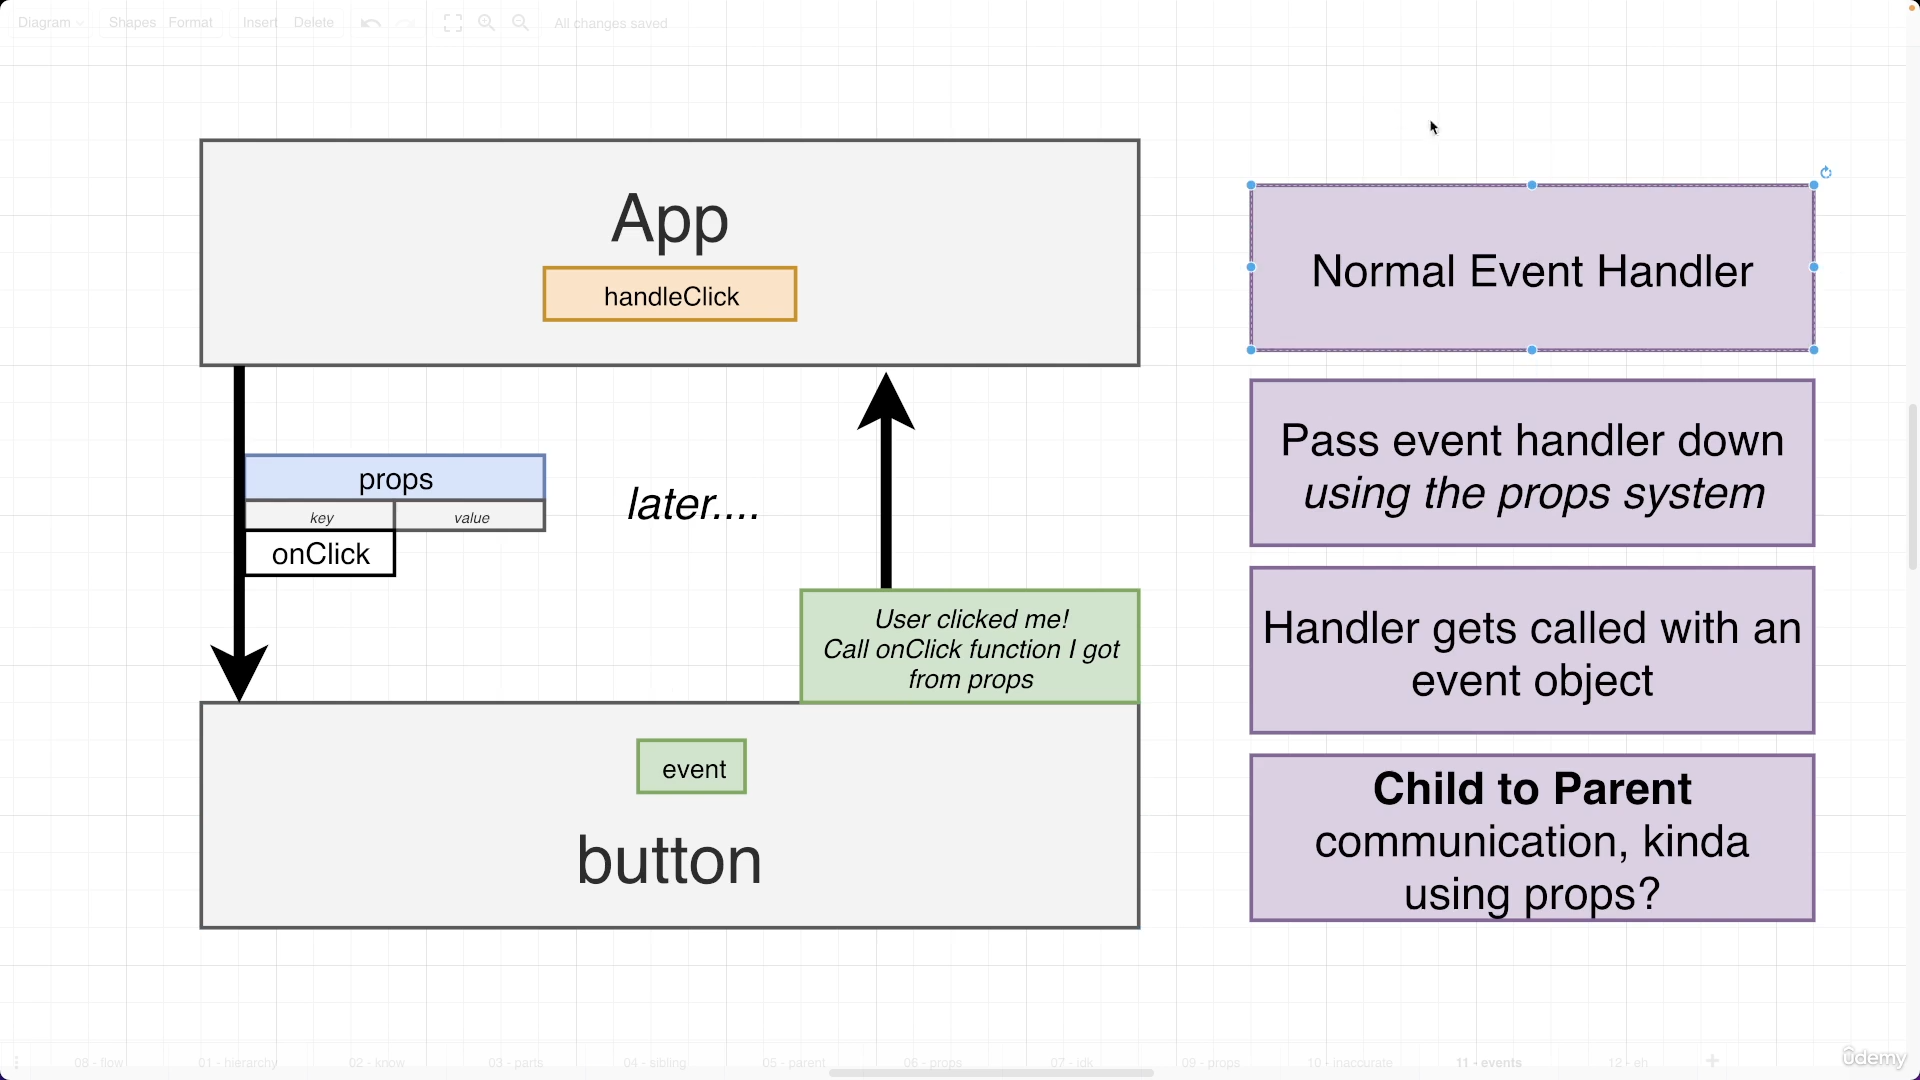 Diagram
Shapes
Format
Insert
Delete
All changes saved
App
handleClick
props
key
value
onClick
later....
User clicked me!
Call onClick function I got
from props
event
button
Normal Event Handler
Pass event handler down
using the props system
Handler gets called with an
event object
Child to Parent
communication, kinda
using props?
08 - flow
01 - hierarchy
02 - know
03 - parts
04 - sibling
05 - parent
06 - props
07 - idk
09 - props
10 - inaccurate
11 - events
12 - eh
ûdemy